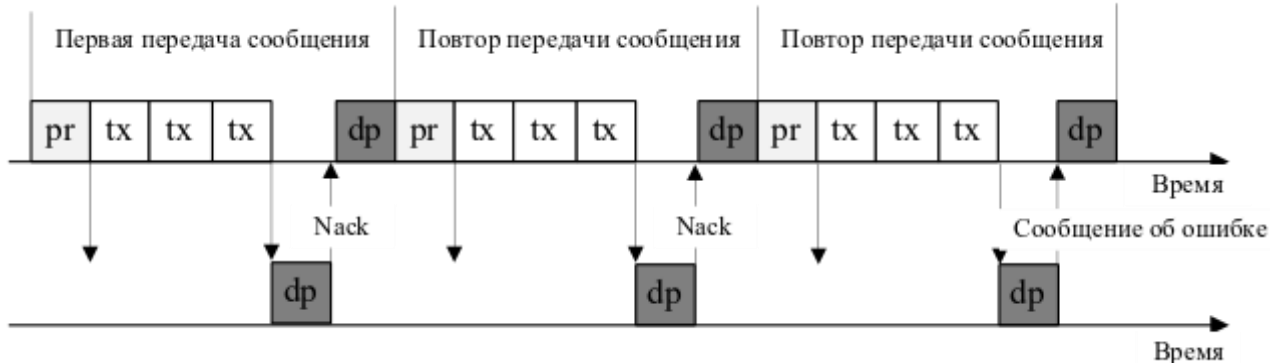 Первая передача сообщения Повтор передачи сообщения Повтор передачи сообщения
pr tx tx tx dp pr tx tx tx dp pr tx tx tx dp
Время
Nack Nack Сообщение об ошибке
dp dp dp
Время